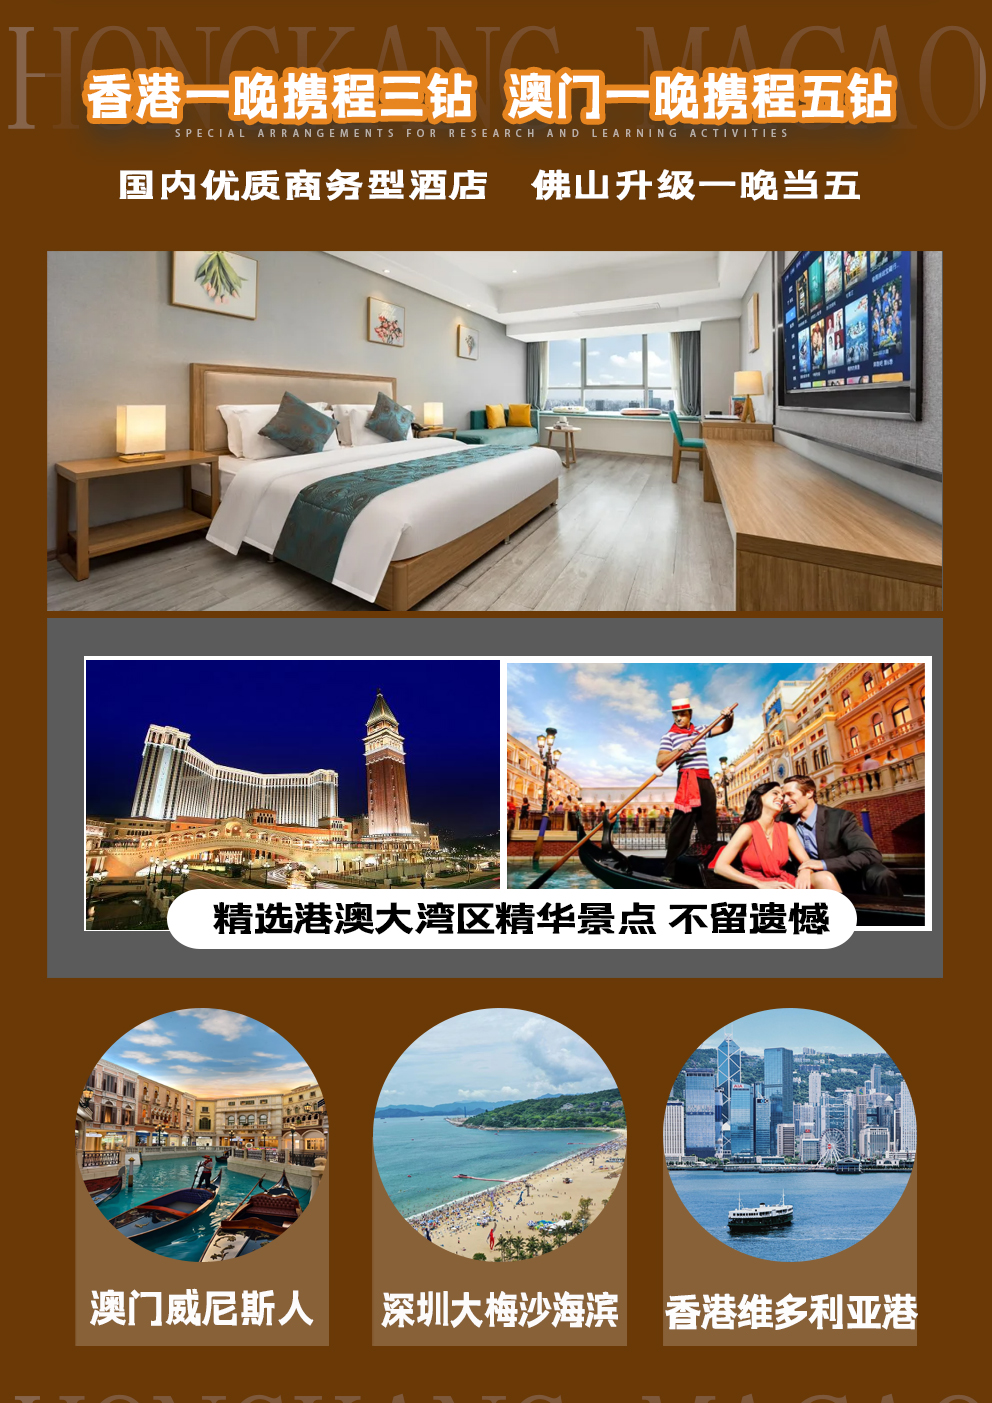 HONGKANG MACAO
香港一晚携程三钻 澳门一晚携程五钻
SPECIAL ARRANGEMENTS FOR RESEARCH AND LEARNING ACTIVITIES
国内优质商务型酒店 佛山升级一晚当五
精选港澳大湾区精华景点 不留遗憾
澳门威尼斯人
深圳大梅沙海滨
香港维多利亚港
HONGKANG MACAO